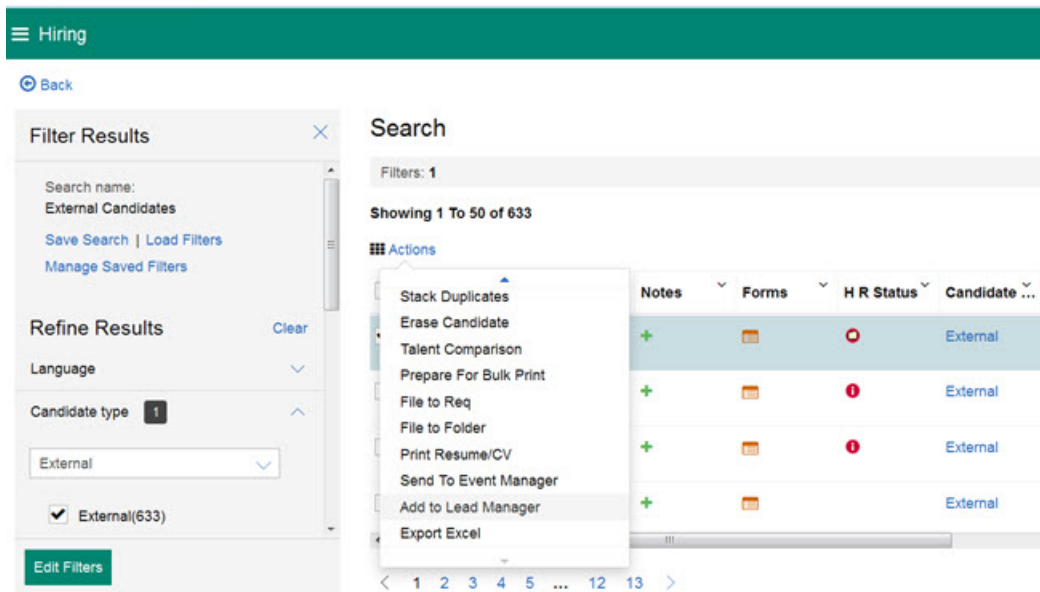 Hiring
Back
Filter Results
Search name:
External Candidates
Save Search | Load Filters
Manage Saved Filters
Refine Results Clear
Language
Candidate type 1
External
External(633)
Edit Filters
Search
Filters: 1
Showing 1 To 50 of 633
Actions
Stack Duplicates
Erase Candidate
Talent Comparison
Prepare For Bulk Print
File to Req
File to Folder
Print Resume/CV
Send To Event Manager
Add to Lead Manager
Export Excel
Notes Forms H R Status Candidate ...
External
External
External
External
< 1 2 3 4 5 ... 12 13 >